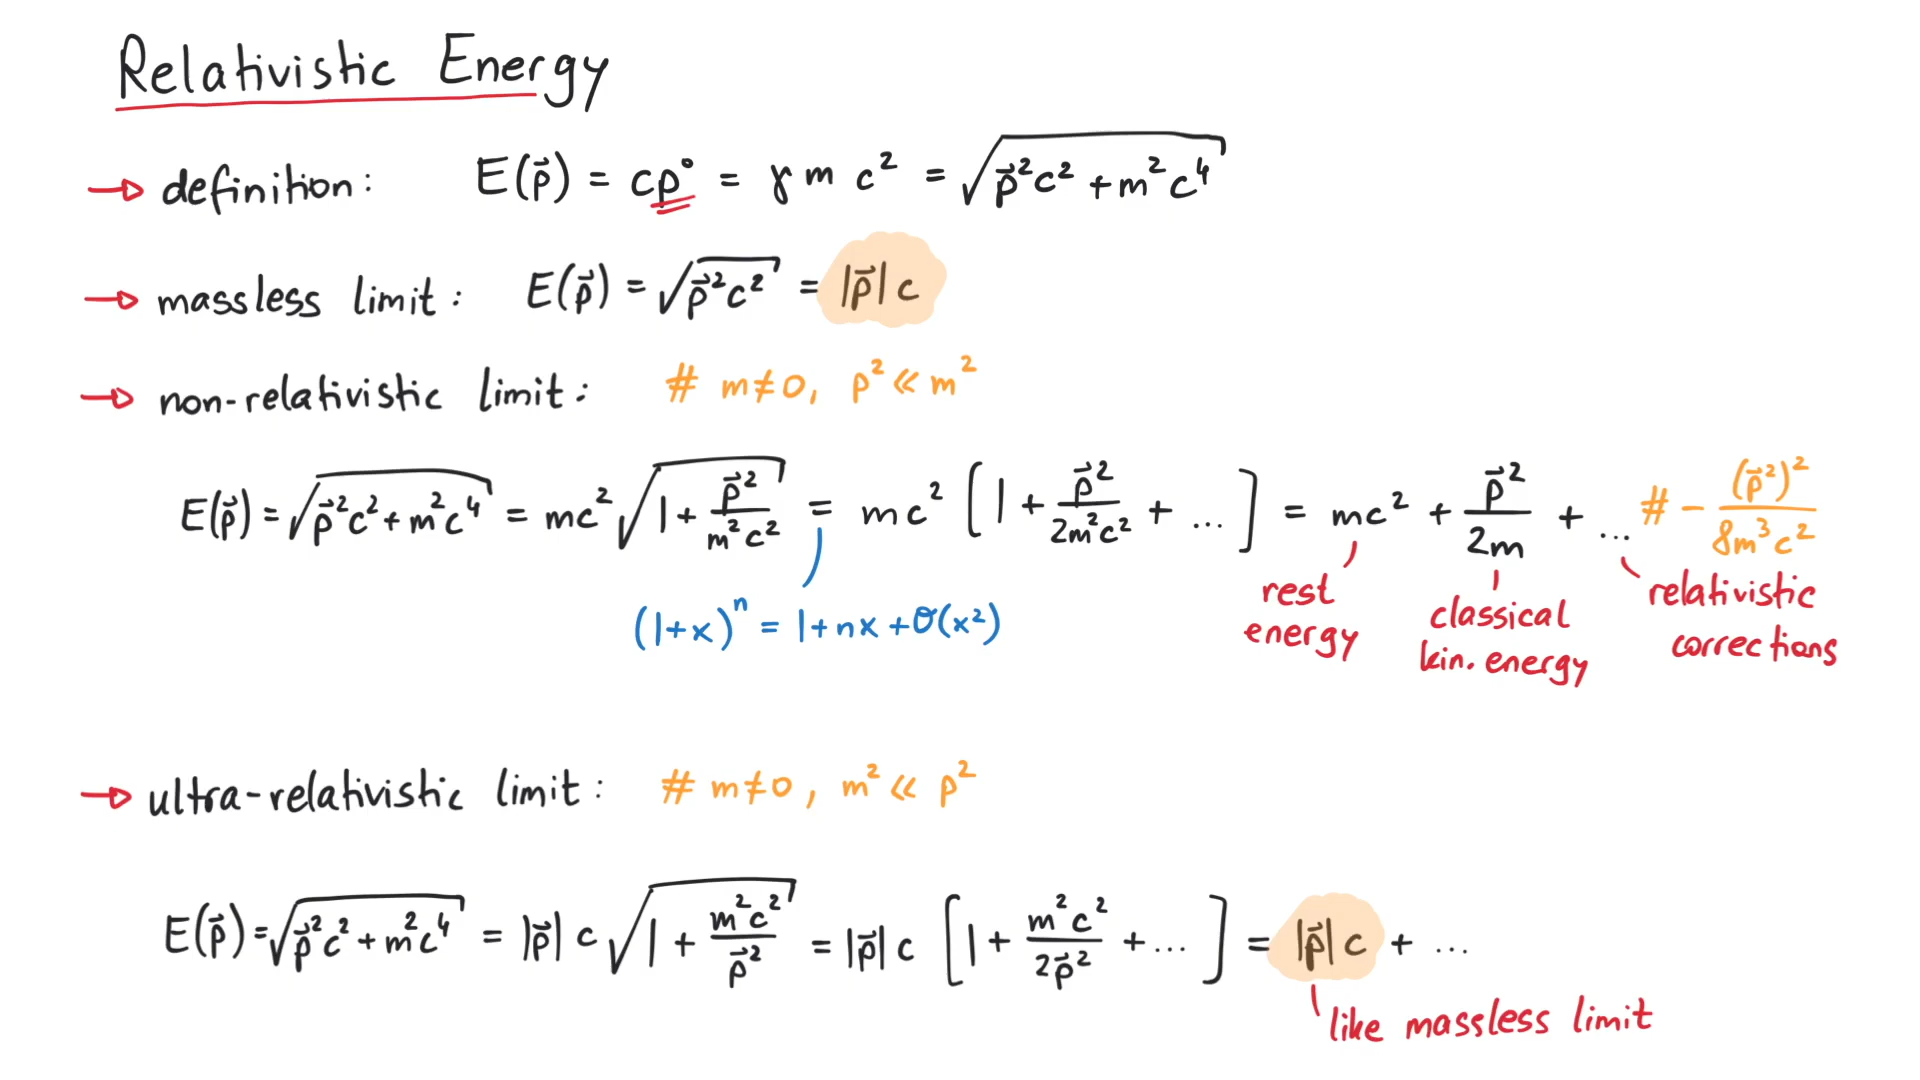 Relativistic Energy
→ definition: E(p⃗) = cp⁰ = γ m c² = √(p⃗²c² + m²c⁴)
→ massless limit: E(p⃗) = √(p⃗²c²) = |p⃗| c
→ non-relativistic limit: # m≠0, p² ≪ m²
E(p⃗) = √(p⃗²c² + m²c⁴) = mc² √(1 + p⃗²/(m²c²)) = mc² [1 + p⃗²/(2m²c²) + ...] = mc² + p⃗²/(2m) + ... # - (p⃗²)²/(8m³c²)
(1+x)ⁿ = 1+nx+O(x²)
rest energy
classical kin. energy
relativistic corrections
→ ultra-relativistic limit: # m≠0, m² ≪ p²
E(p⃗) = √(p⃗²c² + m²c⁴) = |p⃗| c √(1 + m²c²/p⃗²) = |p⃗| c [1 + m²c²/(2p⃗²) + ...] = |p⃗| c + ...
like massless limit